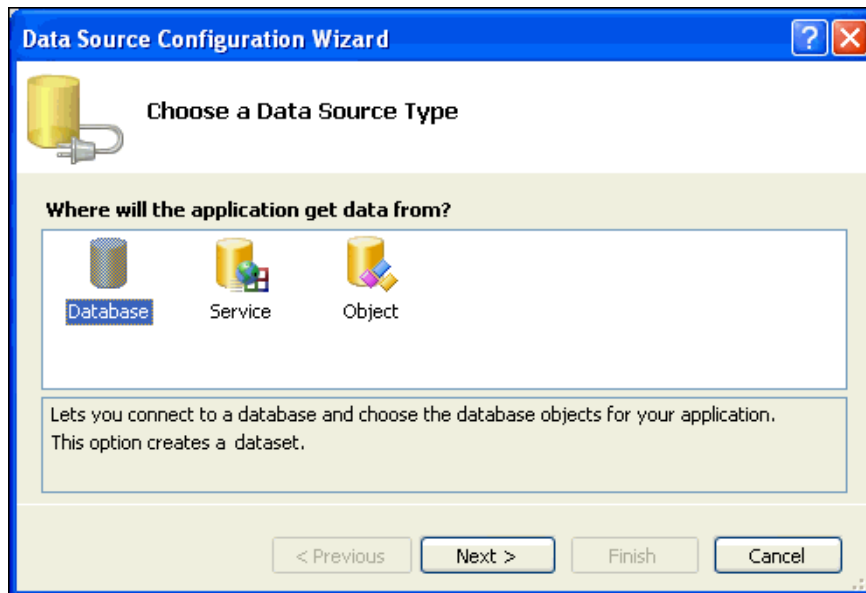 Data Source Configuration Wizard
?
Choose a Data Source Type
Where will the application get data from?
Database Service Object
Lets you connect to a database and choose the database objects for your application.
This option creates a dataset.
< Previous Next > Finish Cancel